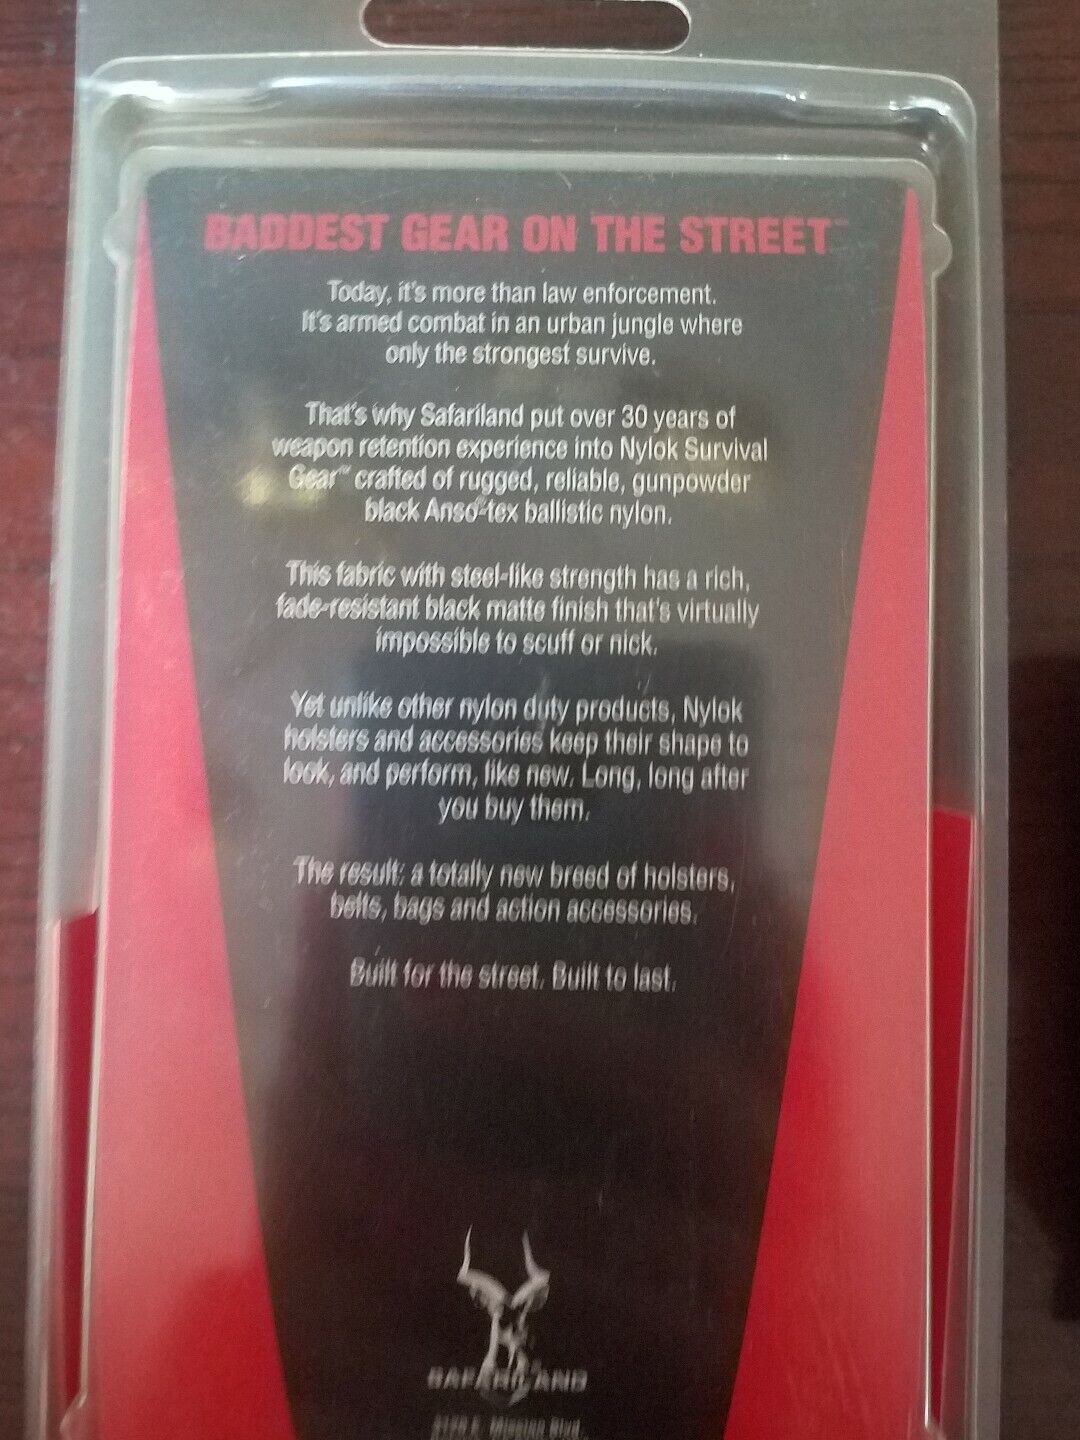 BADDEST GEAR ON THE STREET™
Today, it's more than law enforcement.
It's armed combat in an urban jungle where
only the strongest survive.
That's why Safariland put over 30 years of
weapon retention experience into Nylok Survival
Gear™ crafted of rugged, reliable, gunpowder
black Anso®-tex ballistic nylon.
This fabric with steel-like strength has a rich,
fade-resistant black matte finish that's virtually
impossible to scuff or nick.
Yet unlike other nylon duty products, Nylok
holsters and accessories keep their shape to
look, and perform, like new. Long, long after
you buy them.
The result: a totally new breed of holsters,
belts, bags and action accessories.
Built for the street. Built to last.
SAFARILAND
Mission Blvd.